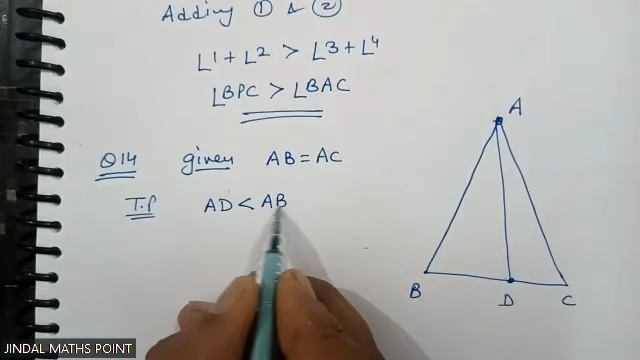 Adding ① & ②
∟1 + ∟2 > ∟3 + ∟4
∟BPC > ∟BAC
Q14 given AB = AC
T.P AD < AB
A
B D C
JINDAL MATHS POINT